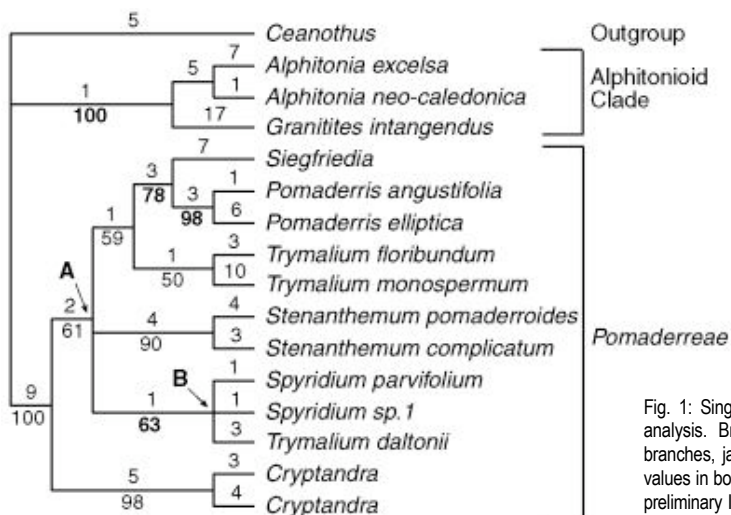 5 Ceanothus Outgroup
7
5 Alphitonia excelsa
1 1 Alphitonia neo-caledonica Alphitonioid Clade
100 17 Granitites intangendus
7 Siegfriedia
3 1
78 3 Pomaderris angustifolia
1 98 6 Pomaderris elliptica
59 1 3 Trymalium floribundum
A 50 10 Trymalium monospermum
2 4 4 Stenanthemum pomaderroides
61 90 3 Stenanthemum complicatum Pomaderreae
B 1 Spyridium parvifolium
9 1 1 Spyridium sp.1
100 63 3 Trymalium daltonii
5 3 Cryptandra
98 4 Cryptandra
Fig. 1: Sing
analysis. Br
branches, ja
values in bo
preliminary I